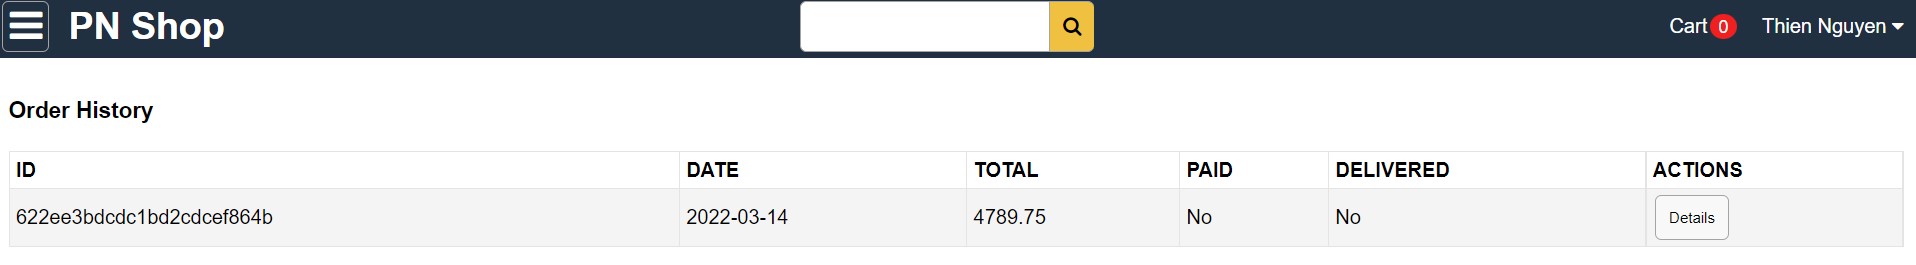 PN Shop Cart 0 Thien Nguyen
Order History
ID DATE TOTAL PAID DELIVERED ACTIONS
622ee3bdcdc1bd2cdcef864b 2022-03-14 4789.75 No No Details